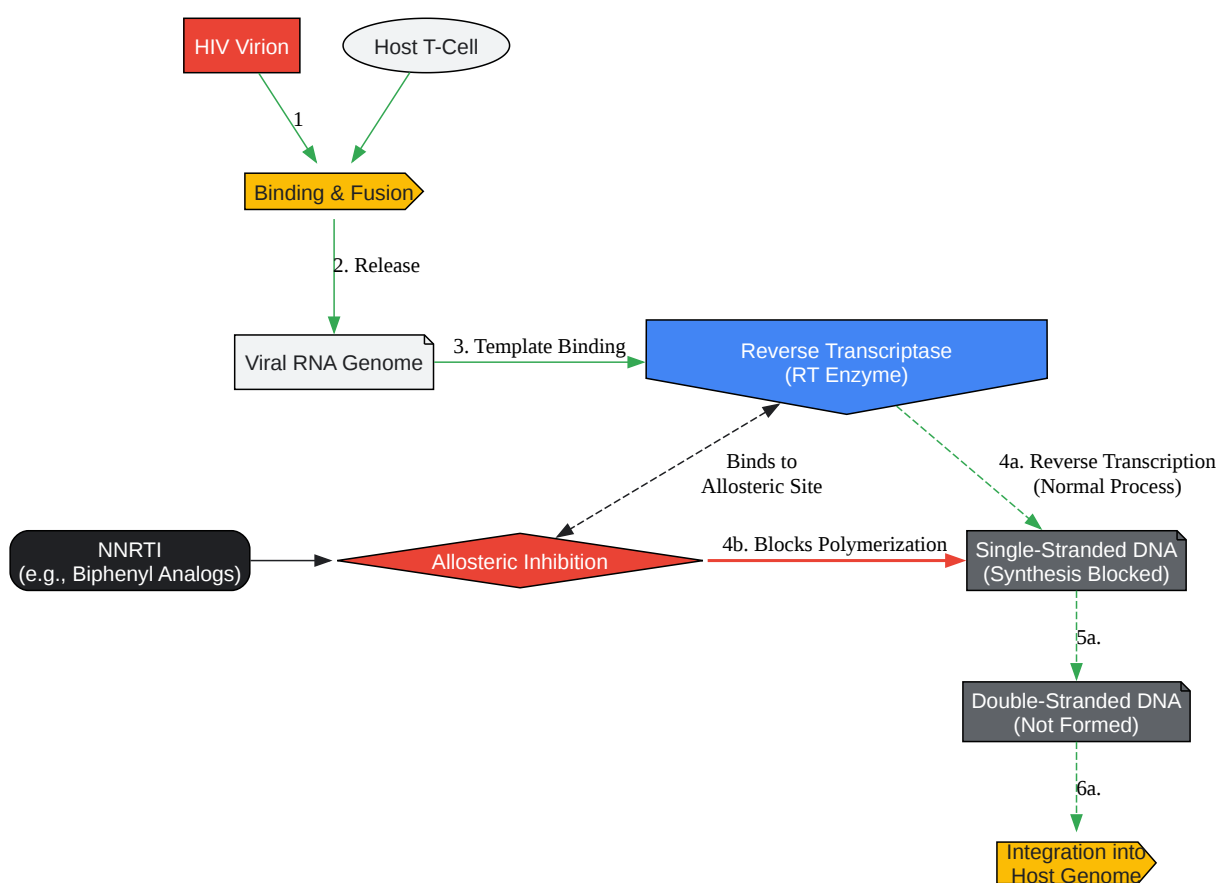 HIV Virion
Host T-Cell
1
Binding & Fusion
2. Release
Viral RNA Genome
3. Template Binding
Reverse Transcriptase
(RT Enzyme)
Binds to
Allosteric Site
4a. Reverse Transcription
(Normal Process)
NNRTI
(e.g., Biphenyl Analogs)
Allosteric Inhibition
4b. Blocks Polymerization
Single-Stranded DNA
(Synthesis Blocked)
5a.
Double-Stranded DNA
(Not Formed)
6a.
Integration into
Host Genome